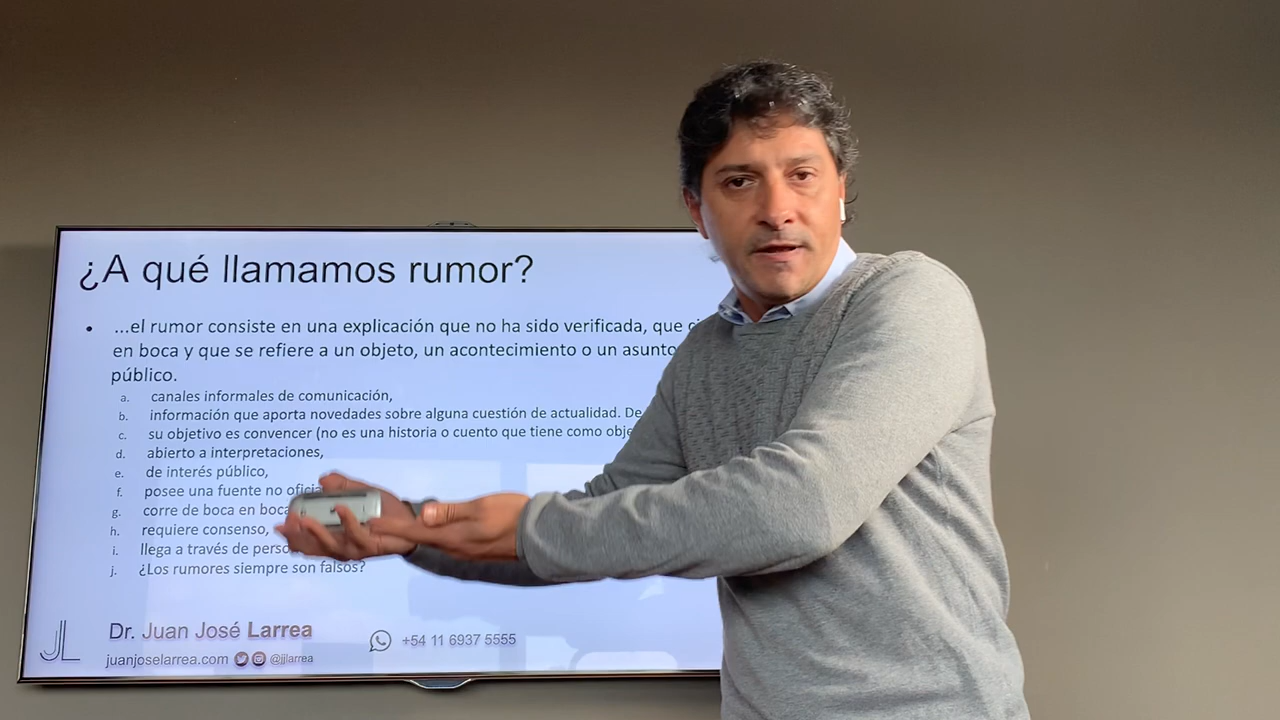 ¿A qué llamamos rumor?
• ...el rumor consiste en una explicación que no ha sido verificada, que
en boca y que se refiere a un objeto, un acontecimiento o un asunto
público.
a. canales informales de comunicación,
b. información que aporta novedades sobre alguna cuestión de actualidad. De
c. su objetivo es convencer (no es una historia o cuento que tiene como
d. abierto a interpretaciones,
e. de interés público,
f. posee una fuente no
g. corre de boca en boca
h. requiere consenso,
i. llega a través de
j. ¿Los rumores siempre son falsos?
JL
Dr. Juan José Larrea
+54 11 6937 5555
juanjoselarrea.com @jjlarrea